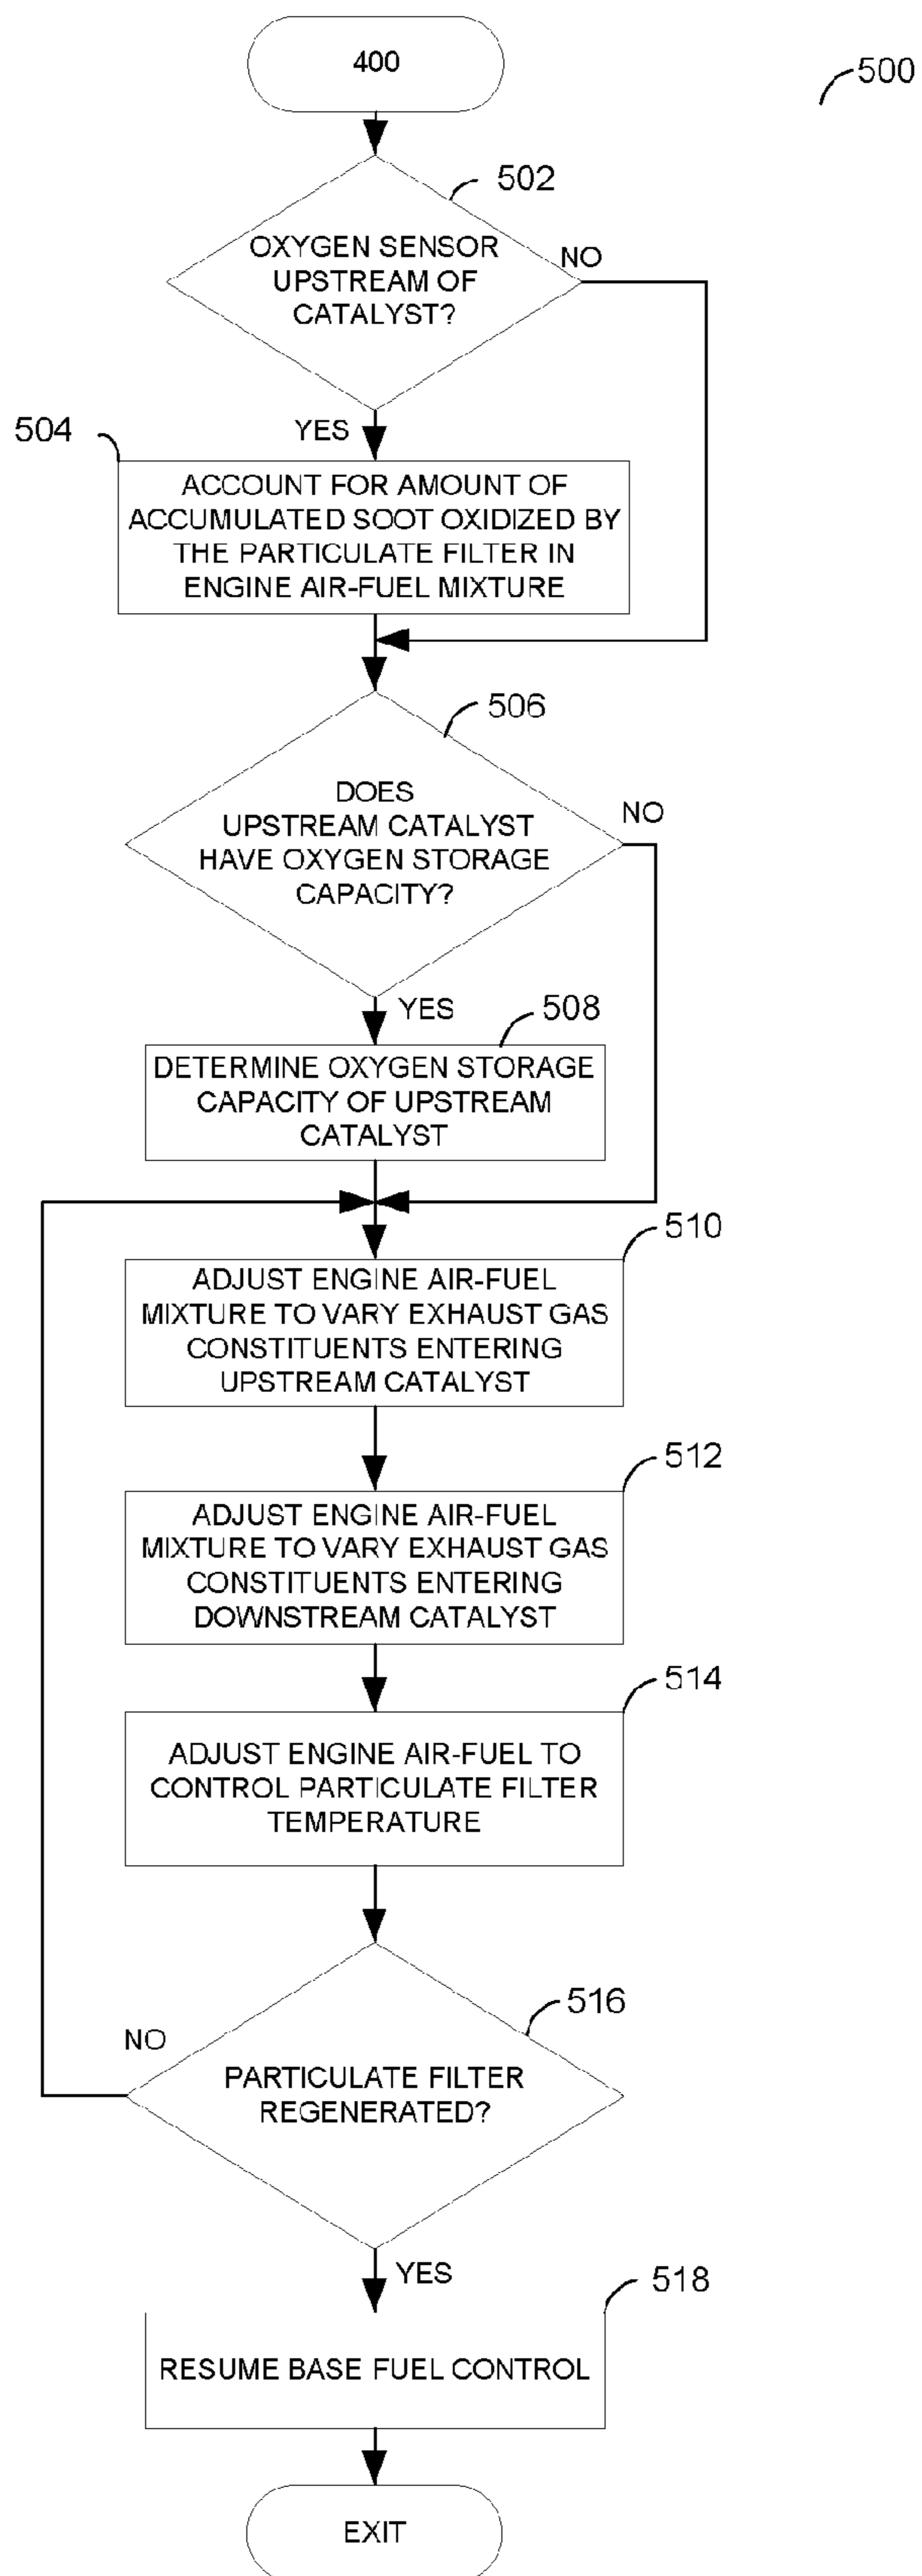 400
500
502
OXYGEN SENSOR
UPSTREAM OF
CATALYST?
NO
YES
504
ACCOUNT FOR AMOUNT OF
ACCUMULATED SOOT OXIDIZED BY
THE PARTICULATE FILTER IN
ENGINE AIR-FUEL MIXTURE
506
DOES
UPSTREAM CATALYST
HAVE OXYGEN STORAGE
CAPACITY?
NO
YES
508
DETERMINE OXYGEN STORAGE
CAPACITY OF UPSTREAM
CATALYST
510
ADJUST ENGINE AIR-FUEL
MIXTURE TO VARY EXHAUST GAS
CONSTITUENTS ENTERING
UPSTREAM CATALYST
512
ADJUST ENGINE AIR-FUEL
MIXTURE TO VARY EXHAUST GAS
CONSTITUENTS ENTERING
DOWNSTREAM CATALYST
514
ADJUST ENGINE AIR-FUEL TO
CONTROL PARTICULATE FILTER
TEMPERATURE
516
NO
PARTICULATE FILTER
REGENERATED?
YES
518
RESUME BASE FUEL CONTROL
EXIT